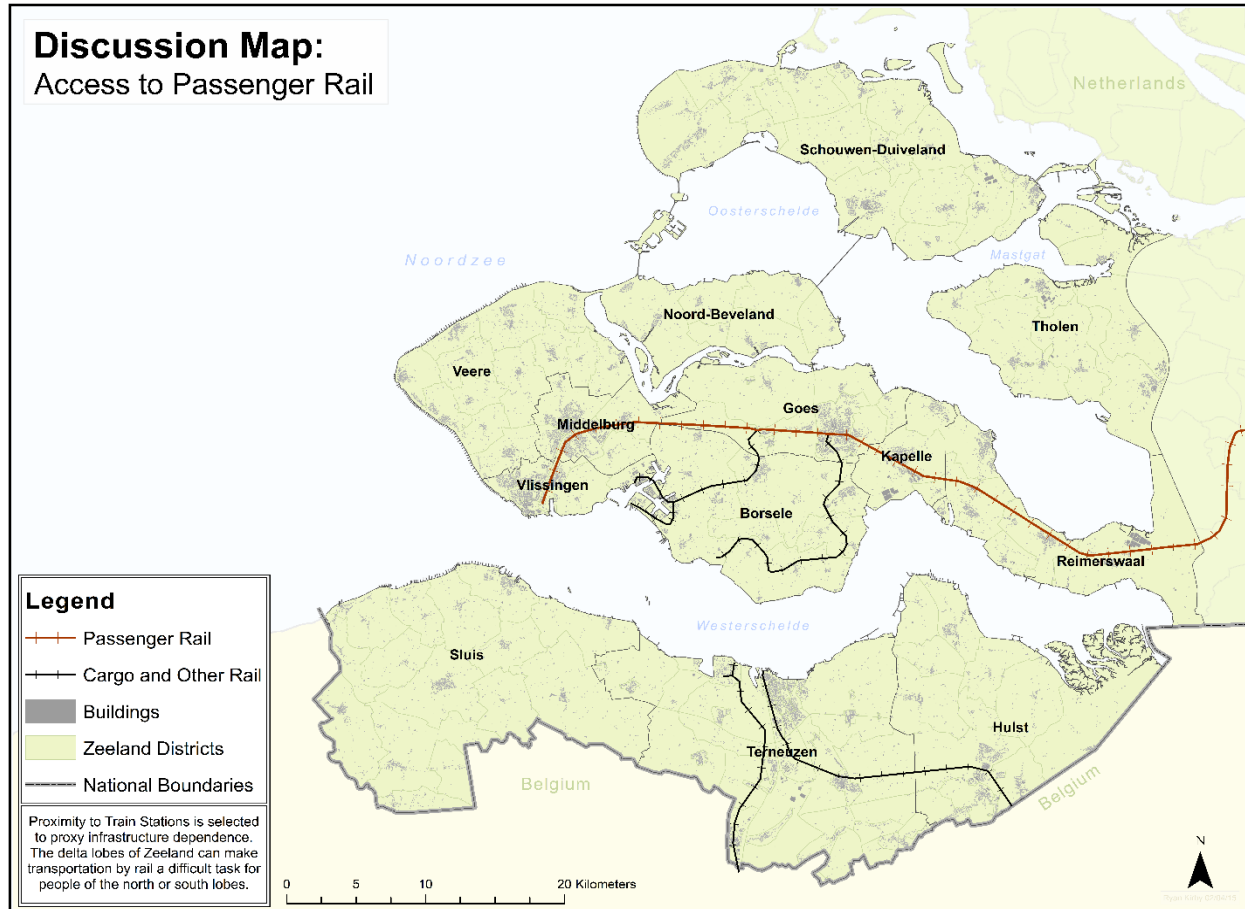 Discussion Map:
Access to Passenger Rail
Netherlands
Schouwen-Duiveland
Oosterschelde
Noordzee
Mastgat
Noord-Beveland
Tholen
Veere
Goes
Middelburg
Kapelle
Vlissingen
Borsele
Reimerswaal
Westerschelde
Sluis
Hulst
Terneuzen
Belgium
Belgium
Legend
Passenger Rail
Cargo and Other Rail
Buildings
Zeeland Districts
National Boundaries
Proximity to Train Stations is selected
to proxy infrastructure dependence.
The delta lobes of Zeeland can make
transportation by rail a difficult task for
people of the north or south lobes.
0 5 10 20 Kilometers
N